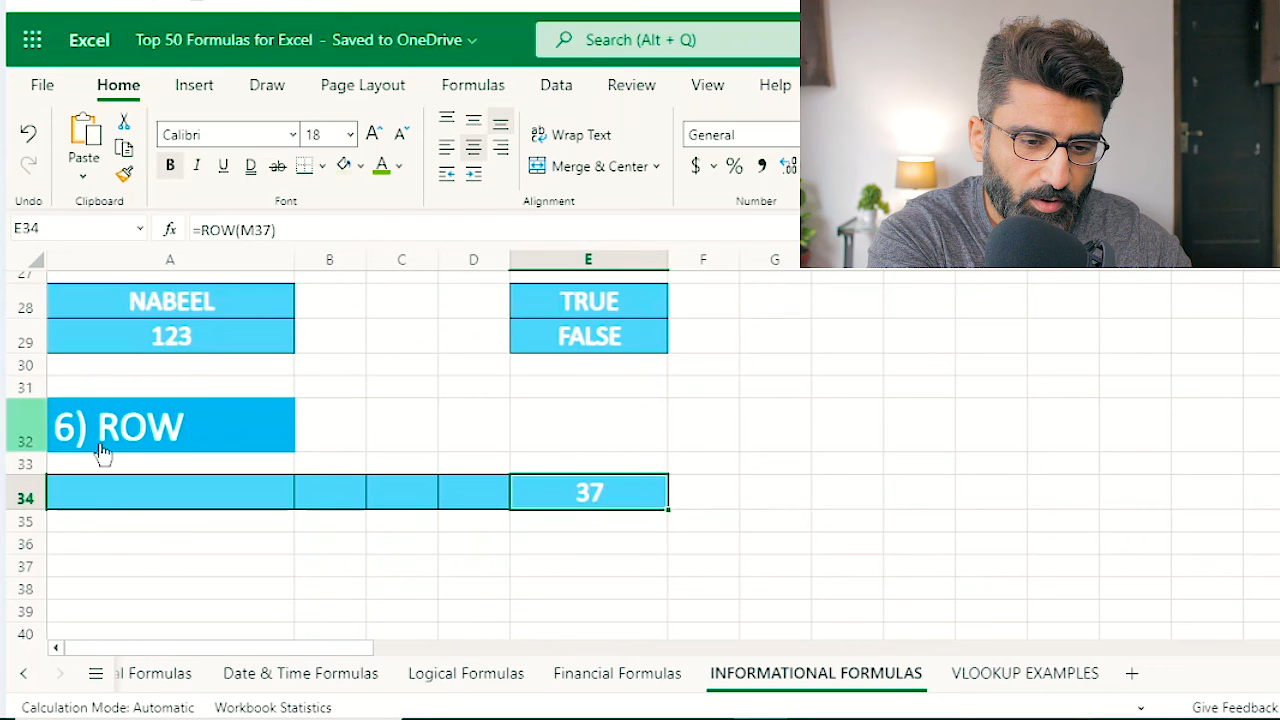 Excel Top 50 Formulas for Excel - Saved to OneDrive Search (Alt + Q)
File Home Insert Draw Page Layout Formulas Data Review View Help
Calibri 18 Wrap Text General
Paste B I U D ab A Merge & Center $ % ,
Undo Clipboard Font Alignment Number
E34 fx =ROW(M37)
A B C D E F G
27
28 NABEEL TRUE
29 123 FALSE
30
31
32 6) ROW
33
34 37
35
36
37
38
39
40
al Formulas Date & Time Formulas Logical Formulas Financial Formulas INFORMATIONAL FORMULAS VLOOKUP EXAMPLES +
Calculation Mode: Automatic Workbook Statistics Give Feedback